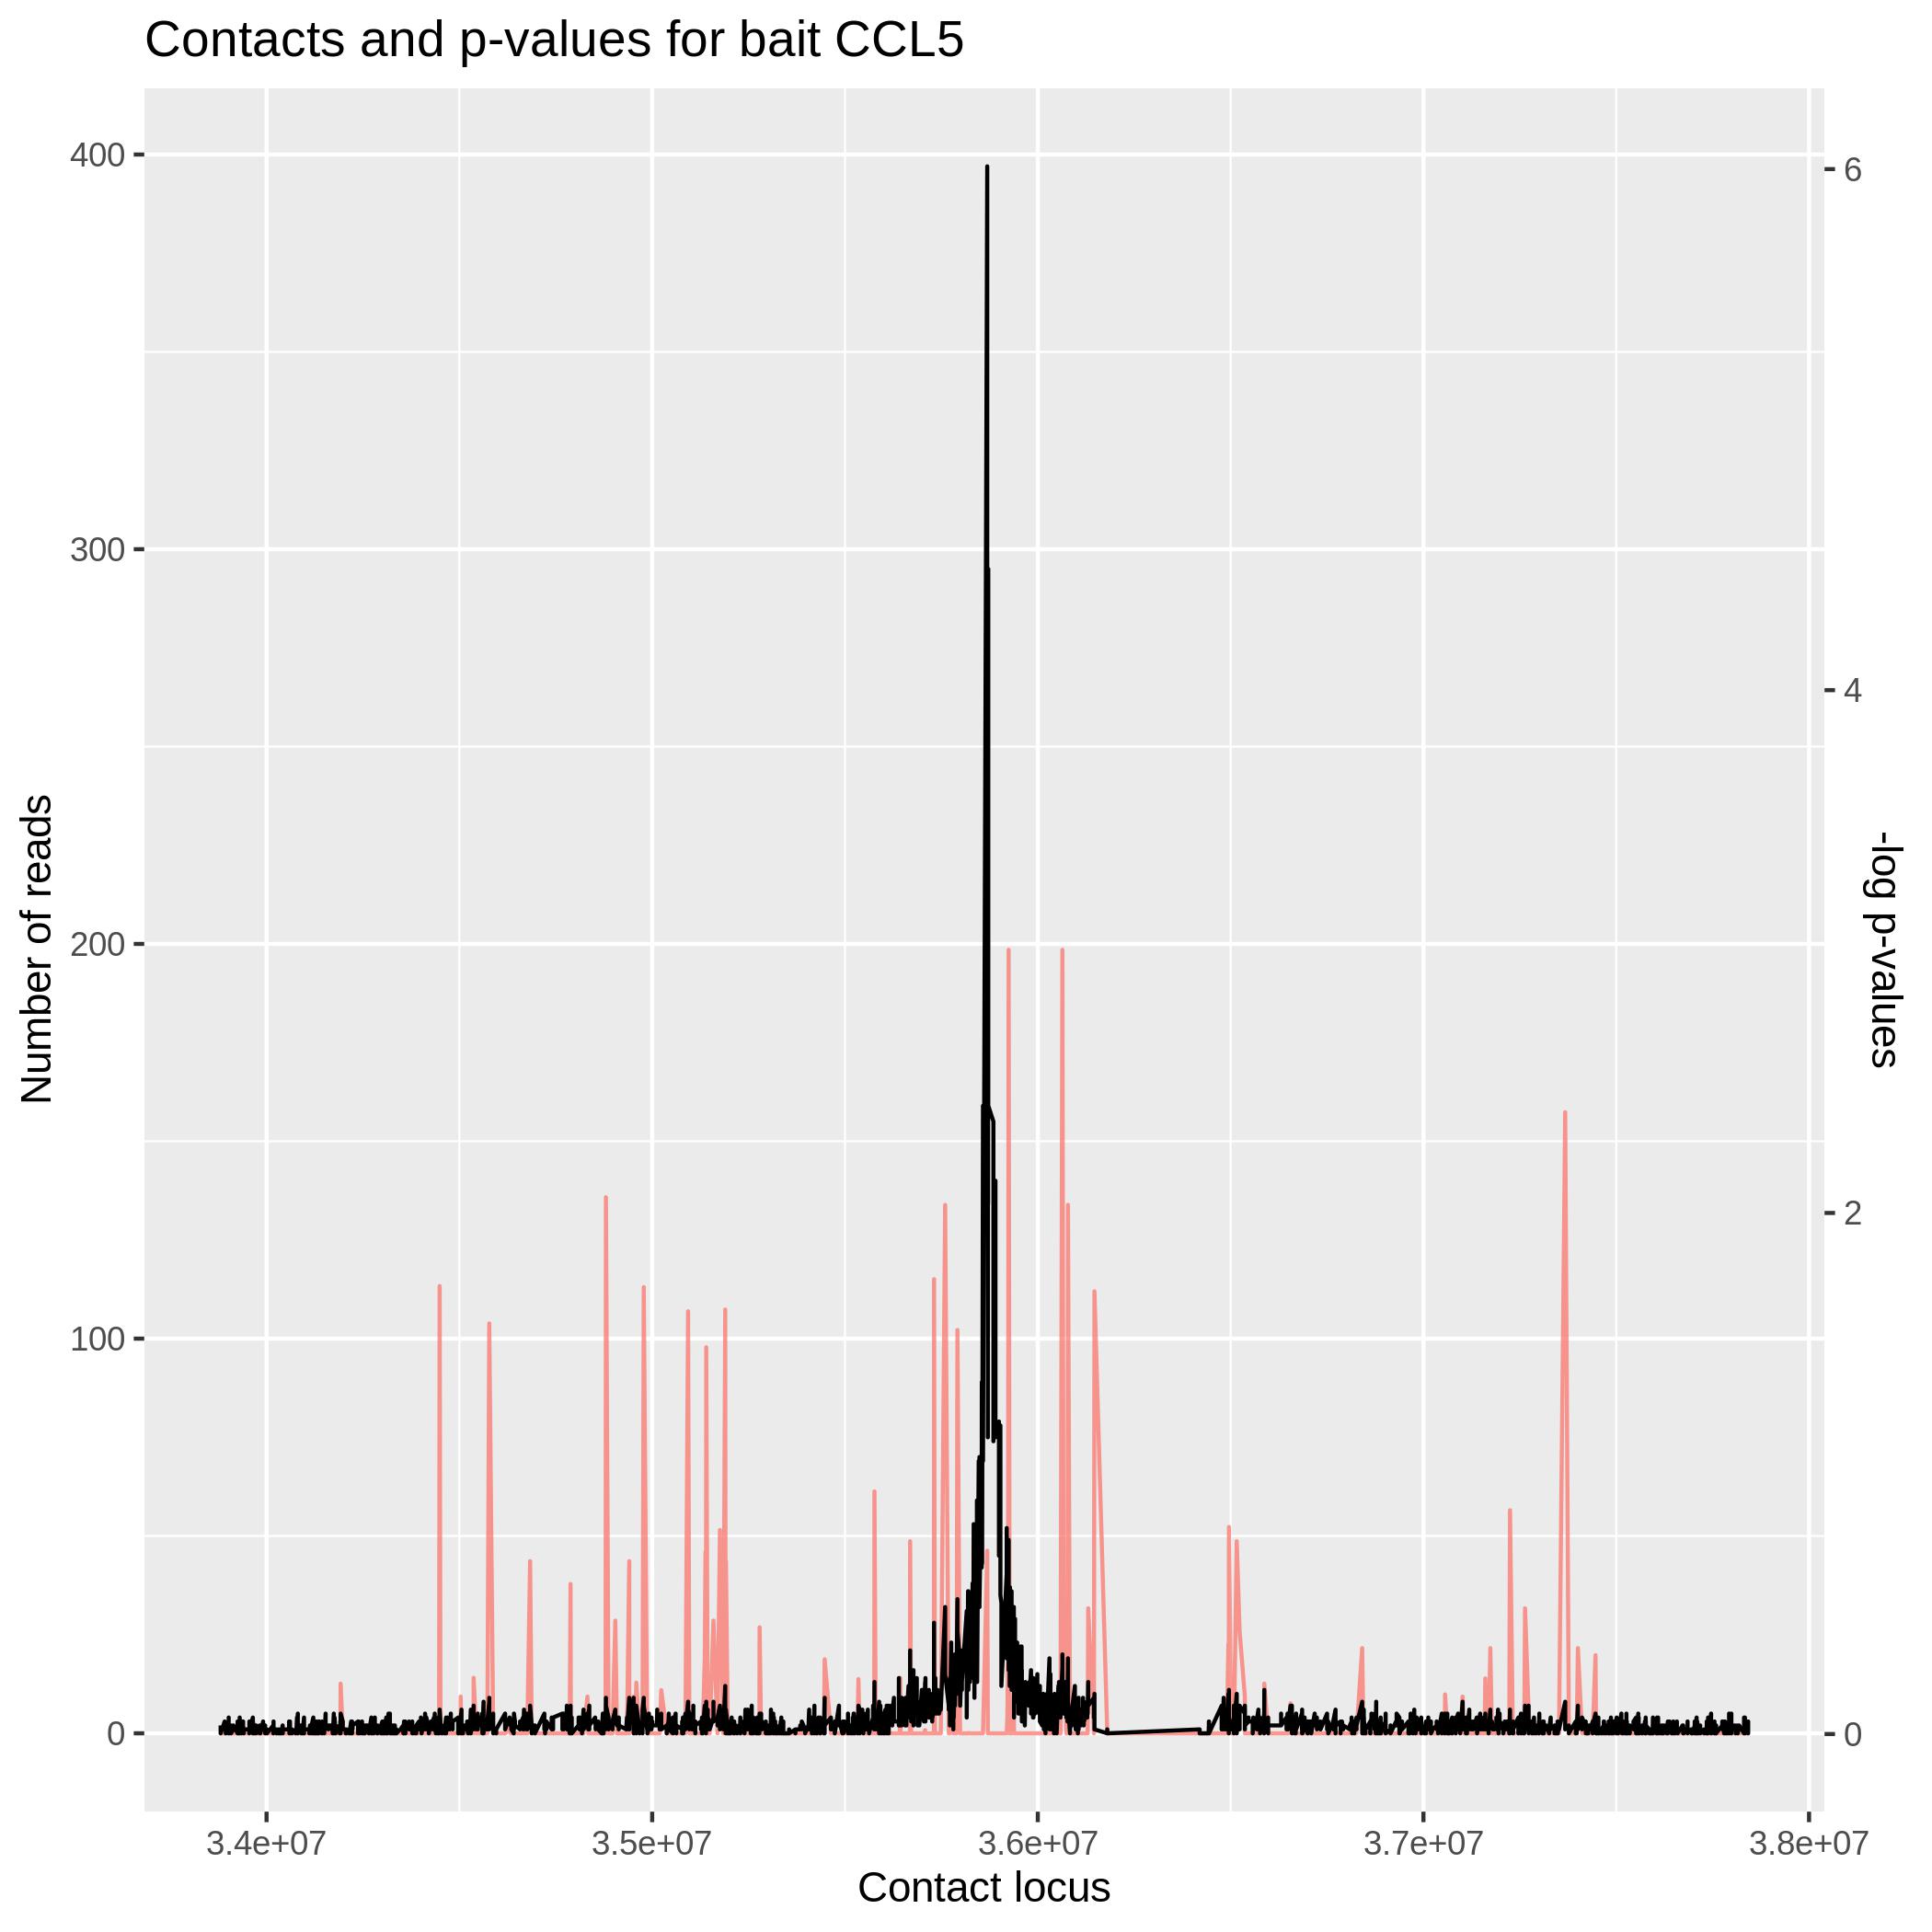 Contacts and p-values for bait CCL5
400
300
200
100
0
Number of reads
6
4
2
0
-log p-values
3.4e+07
3.5e+07
3.6e+07
3.7e+07
3.8e+07
Contact locus